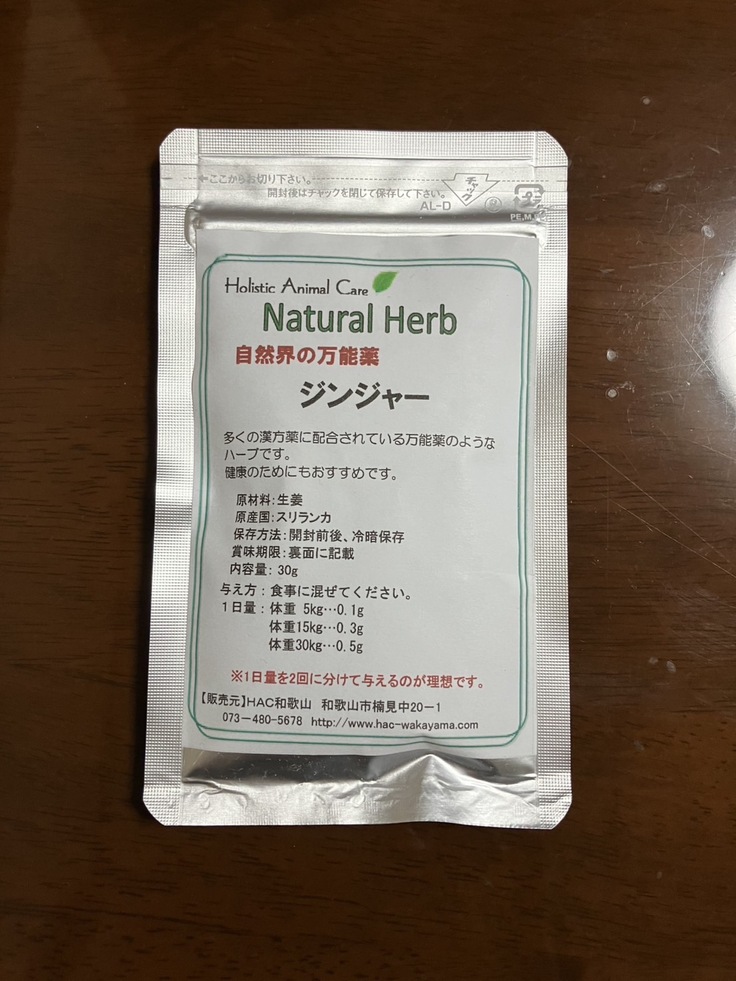 ここからお切り下さい。
開封後はチャックを閉じて保存して下さい。
チャック
AL-D
PE,M
Holistic Animal Care
Natural Herb
自然界の万能薬
ジンジャー
多くの漢方薬に配合されている万能薬のような
ハーブです。
健康のためにもおすすめです。
原材料：生姜
原産国：スリランカ
保存方法：開封前後、冷暗保存
賞味期限：裏面に記載
内容量： 30g
与え方：食事に混ぜてください。
1日量：体重 5kg…0.1g
体重15kg…0.3g
体重30kg…0.5g
※1日量を2回に分けて与えるのが理想です。
【販売元】HAC和歌山 和歌山市楠見中20－1
073－480-5678 http://www.hac-wakayama.com